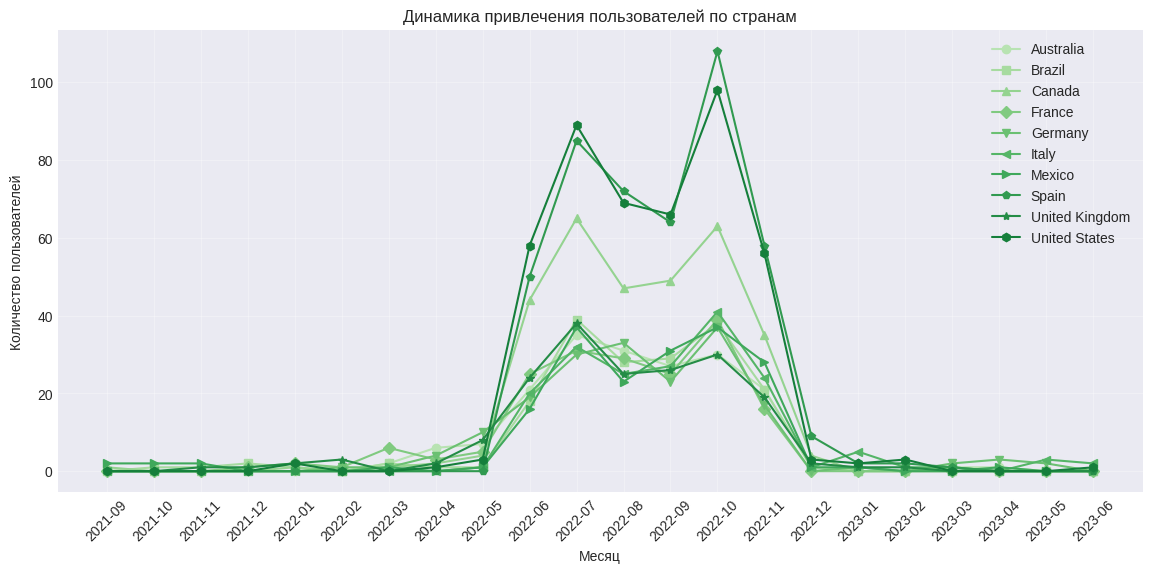 Динамика привлечения пользователей по странам
Количество пользователей
100
80
60
40
20
0
Australia
Brazil
Canada
France
Germany
Italy
Mexico
Spain
United Kingdom
United States
2021-09
2021-10
2021-11
2021-12
2022-01
2022-02
2022-03
2022-04
2022-05
2022-06
2022-07
2022-08
2022-09
2022-10
2022-11
2022-12
2023-01
2023-02
2023-03
2023-04
2023-05
2023-06
Месяц